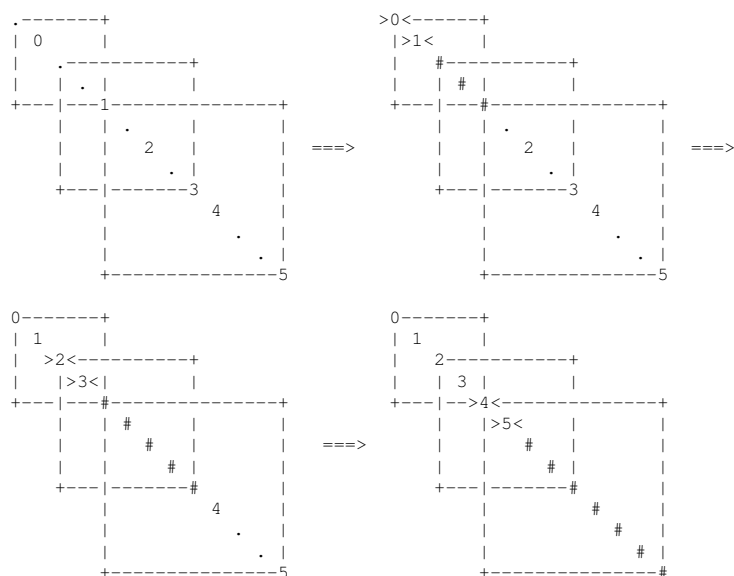 .-------+                          >0<------+
|  0    |                           |>1<    |
|   .-----------+                   |   #-----------+
|   | . |       |                   |   | # |       |
+---|---1---------------+           +---|---#---------------+
    |   | .     |       |               |   | .     |       |
    |   |   2   |       |   ===>        |   |   2   |       |   ===>
    |   |     . |       |               |   |     . |       |
    +---|-------3       |               +---|-------3       |
        |         4     |                   |         4     |
        |           .   |                   |           .   |
        |             . |                   |             . |
        +---------------5                   +---------------5
0-------+                           0-------+
| 1     |                           | 1     |
|  >2<----------+                   |   2-----------+
|   |>3<|       |                   |   | 3 |       |
+---|---#---------------+           +---|-->4<--------------+
    |   | #     |       |               |   |>5<    |       |
    |   |   #   |       |    ===>       |   |   #   |       |
    |   |     # |       |               |   |     # |       |
    +---|-------#       |               +---|-------#       |
        |         4     |                   |         #     |
        |           .   |                   |           #   |
        |             . |                   |             # |
        +---------------5                   +---------------#